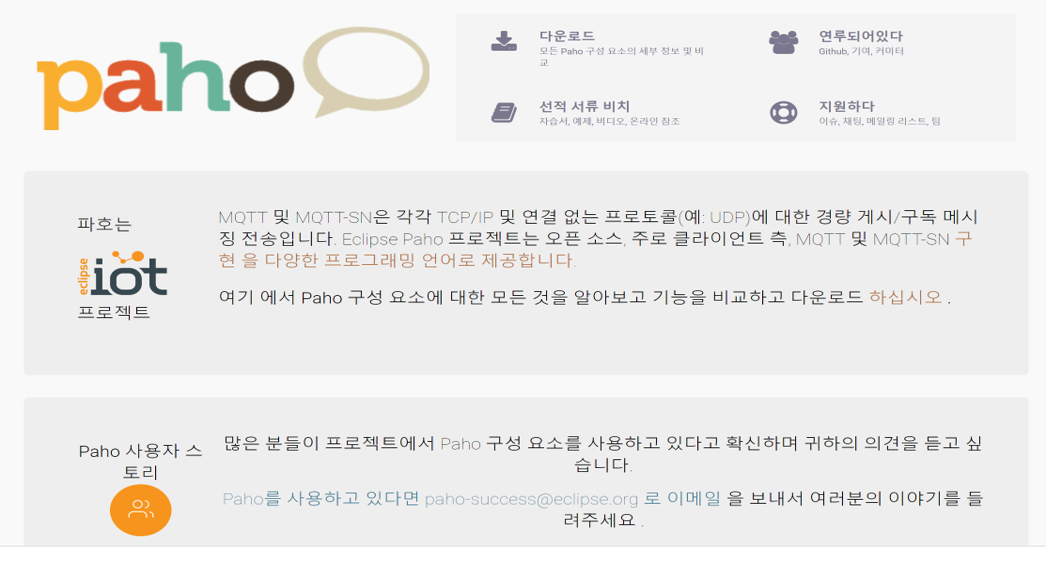 paho
다운로드
모든 Paho 구성 요소의 세부 정보 및 비
교
연루되어있다
Github, 기여, 커미터
선적 서류 비치
자습서, 예제, 비디오, 온라인 참조
지원하다
이슈, 채팅, 메일링 리스트, 팁
파호는
eclipse
iot
프로젝트
MQTT 및 MQTT-SN은 각각 TCP/IP 및 연결 없는 프로토콜(예: UDP)에 대한 경량 게시/구독 메시
징 전송입니다. Eclipse Paho 프로젝트는 오픈 소스, 주로 클라이언트 측, MQTT 및 MQTT-SN 구
현 을 다양한 프로그래밍 언어로 제공합니다.
여기 에서 Paho 구성 요소에 대한 모든 것을 알아보고 기능을 비교하고 다운로드 하십시오 .
Paho 사용자 스
토리
많은 분들이 프로젝트에서 Paho 구성 요소를 사용하고 있다고 확신하며 귀하의 의견을 듣고 싶
습니다.
Paho를 사용하고 있다면 paho-success@eclipse.org 로 이메일 을 보내서 여러분의 이야기를 들
려주세요 .